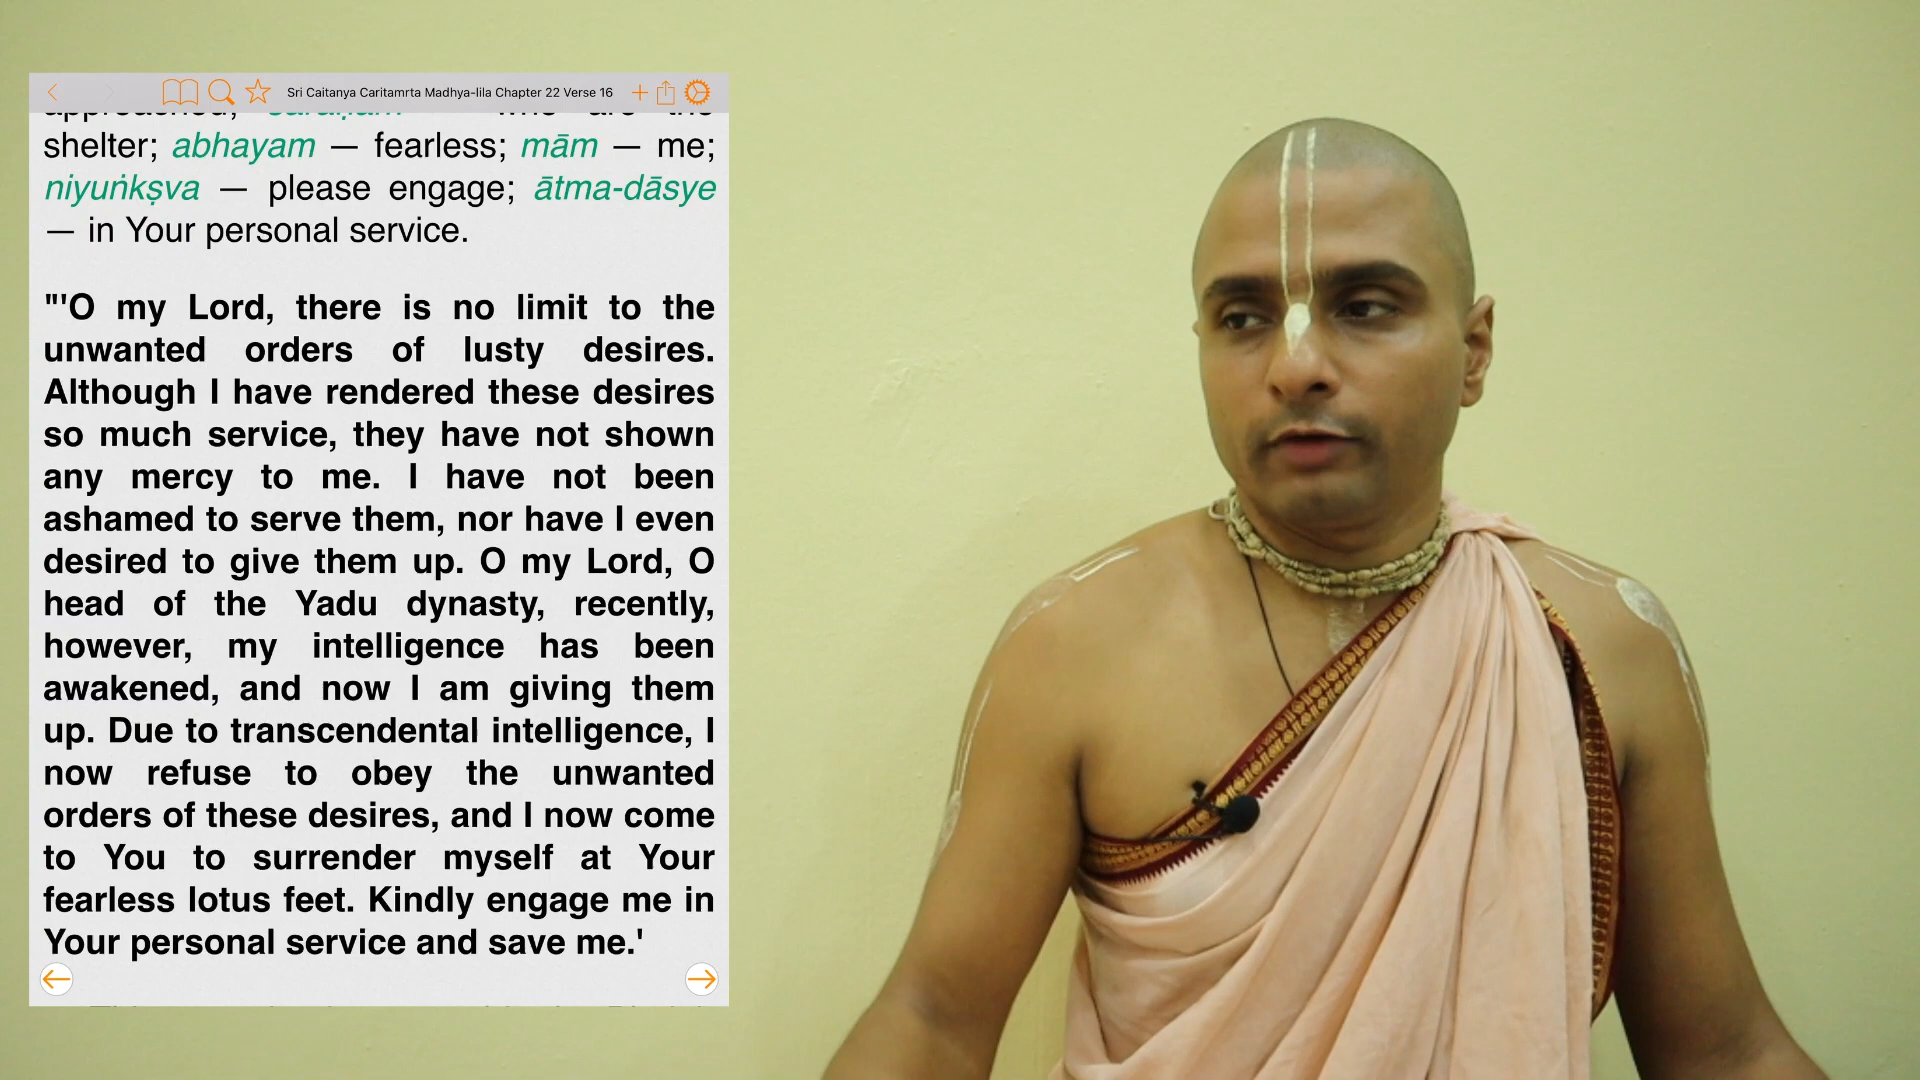 Sri Caitanya Caritamrta Madhya-lila Chapter 22 Verse 16
approached; śaraṇam — who are the
shelter; abhayam — fearless; mām — me;
niyuṅkṣva — please engage; ātma-dāsye
— in Your personal service.
"'O my Lord, there is no limit to the
unwanted orders of lusty desires.
Although I have rendered these desires
so much service, they have not shown
any mercy to me. I have not been
ashamed to serve them, nor have I even
desired to give them up. O my Lord, O
head of the Yadu dynasty, recently,
however, my intelligence has been
awakened, and now I am giving them
up. Due to transcendental intelligence, I
now refuse to obey the unwanted
orders of these desires, and I now come
to You to surrender myself at Your
fearless lotus feet. Kindly engage me in
Your personal service and save me.'